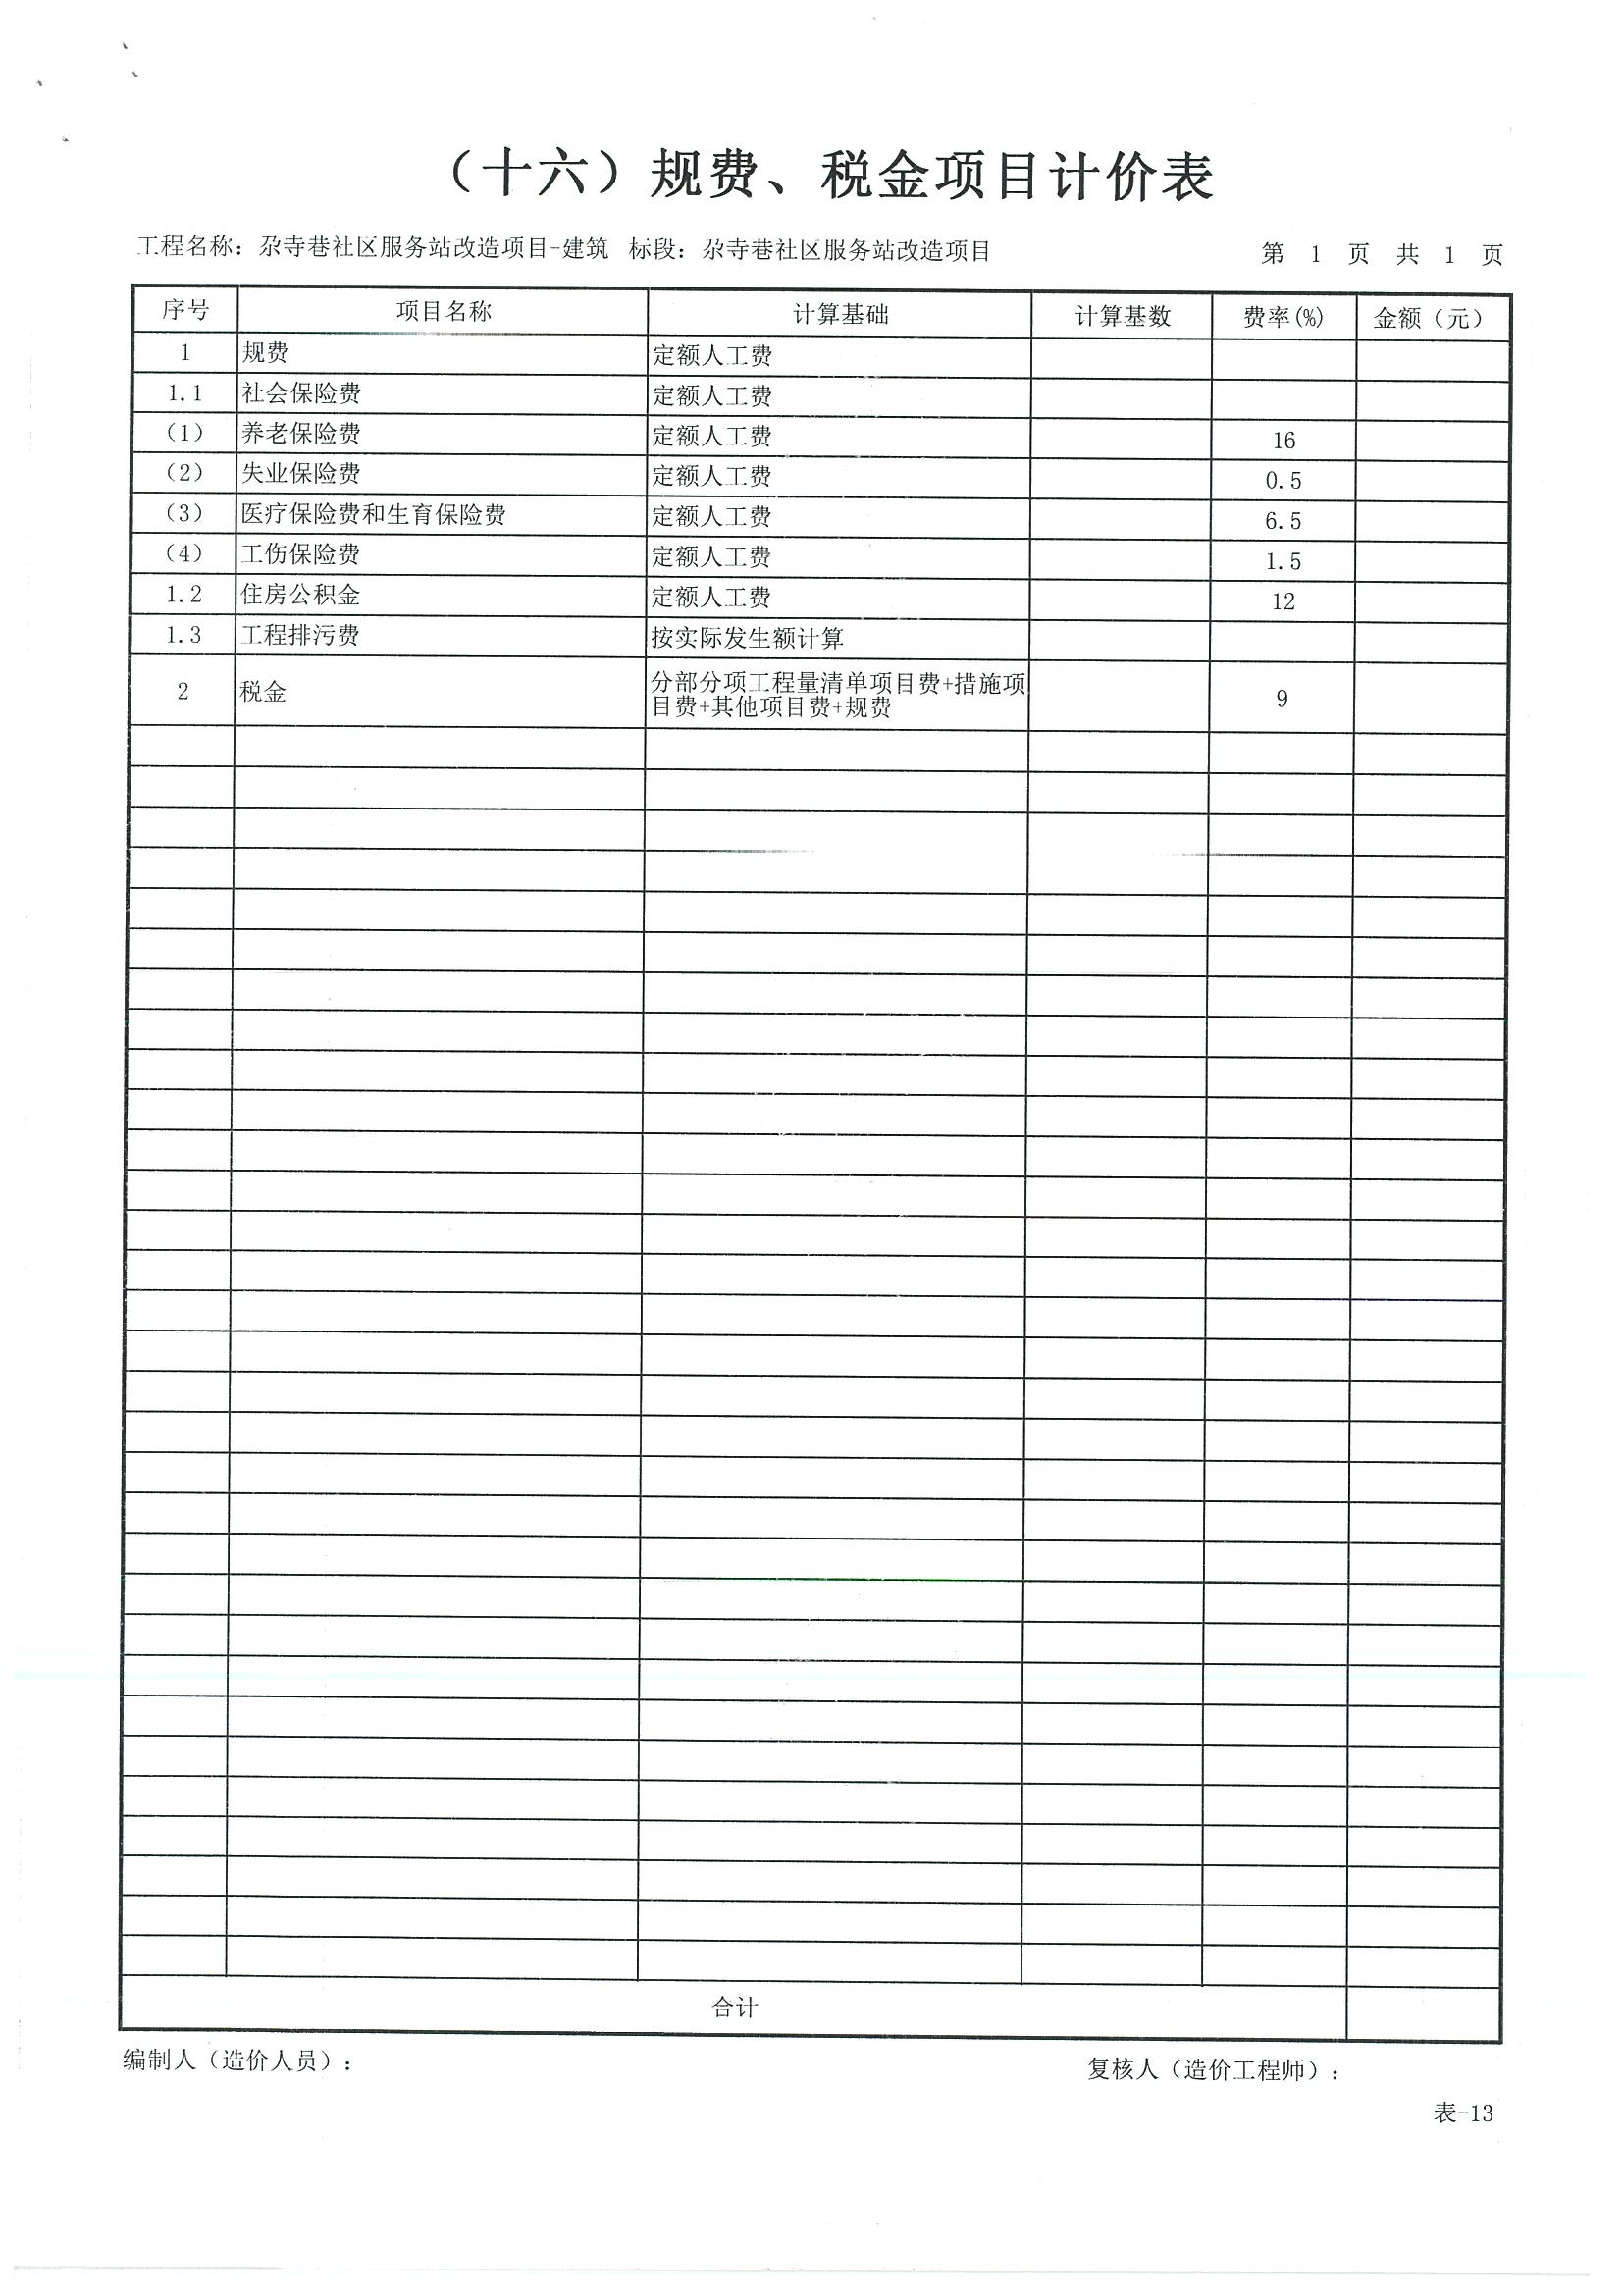 （十六）规费、税金项目计价表
工程名称：尕寺巷社区服务站改造项目-建筑 标段：尕寺巷社区服务站改造项目 第 1 页 共 1 页
序号 项目名称 计算基础 计算基数 费率(%) 金额（元）
1 规费 定额人工费
1.1 社会保险费 定额人工费
（1） 养老保险费 定额人工费 16
（2） 失业保险费 定额人工费 0.5
（3） 医疗保险费和生育保险费 定额人工费 6.5
（4） 工伤保险费 定额人工费 1.5
1.2 住房公积金 定额人工费 12
1.3 工程排污费 按实际发生额计算
2 税金 分部分项工程量清单项目费+措施项 9
目费+其他项目费+规费
合计
编制人（造价人员）： 复核人（造价工程师）：
表-13